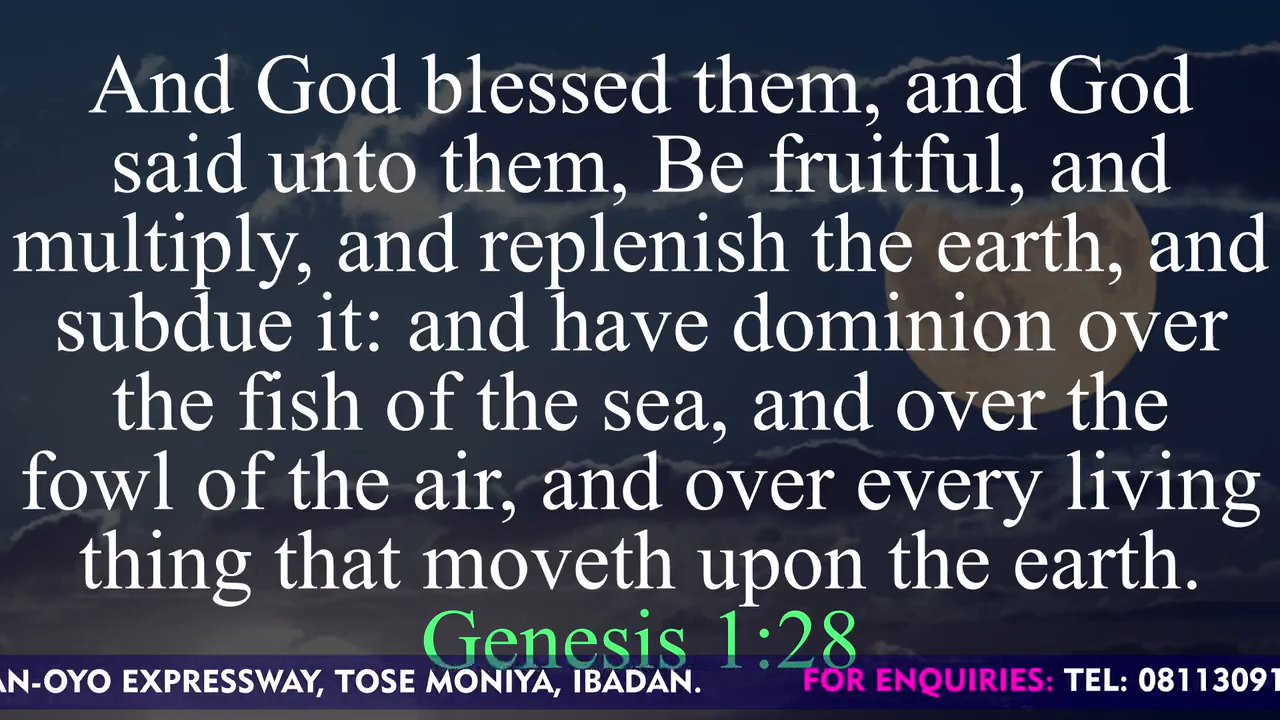 And God blessed them, and God
said unto them, Be fruitful, and
multiply, and replenish the earth, and
subdue it: and have dominion over
the fish of the sea, and over the
fowl of the air, and over every living
thing that moveth upon the earth.
Genesis 1:28
AN-OYO EXPRESSWAY, TOSE MONIYA, IBADAN. FOR ENQUIRIES: TEL: 08113091